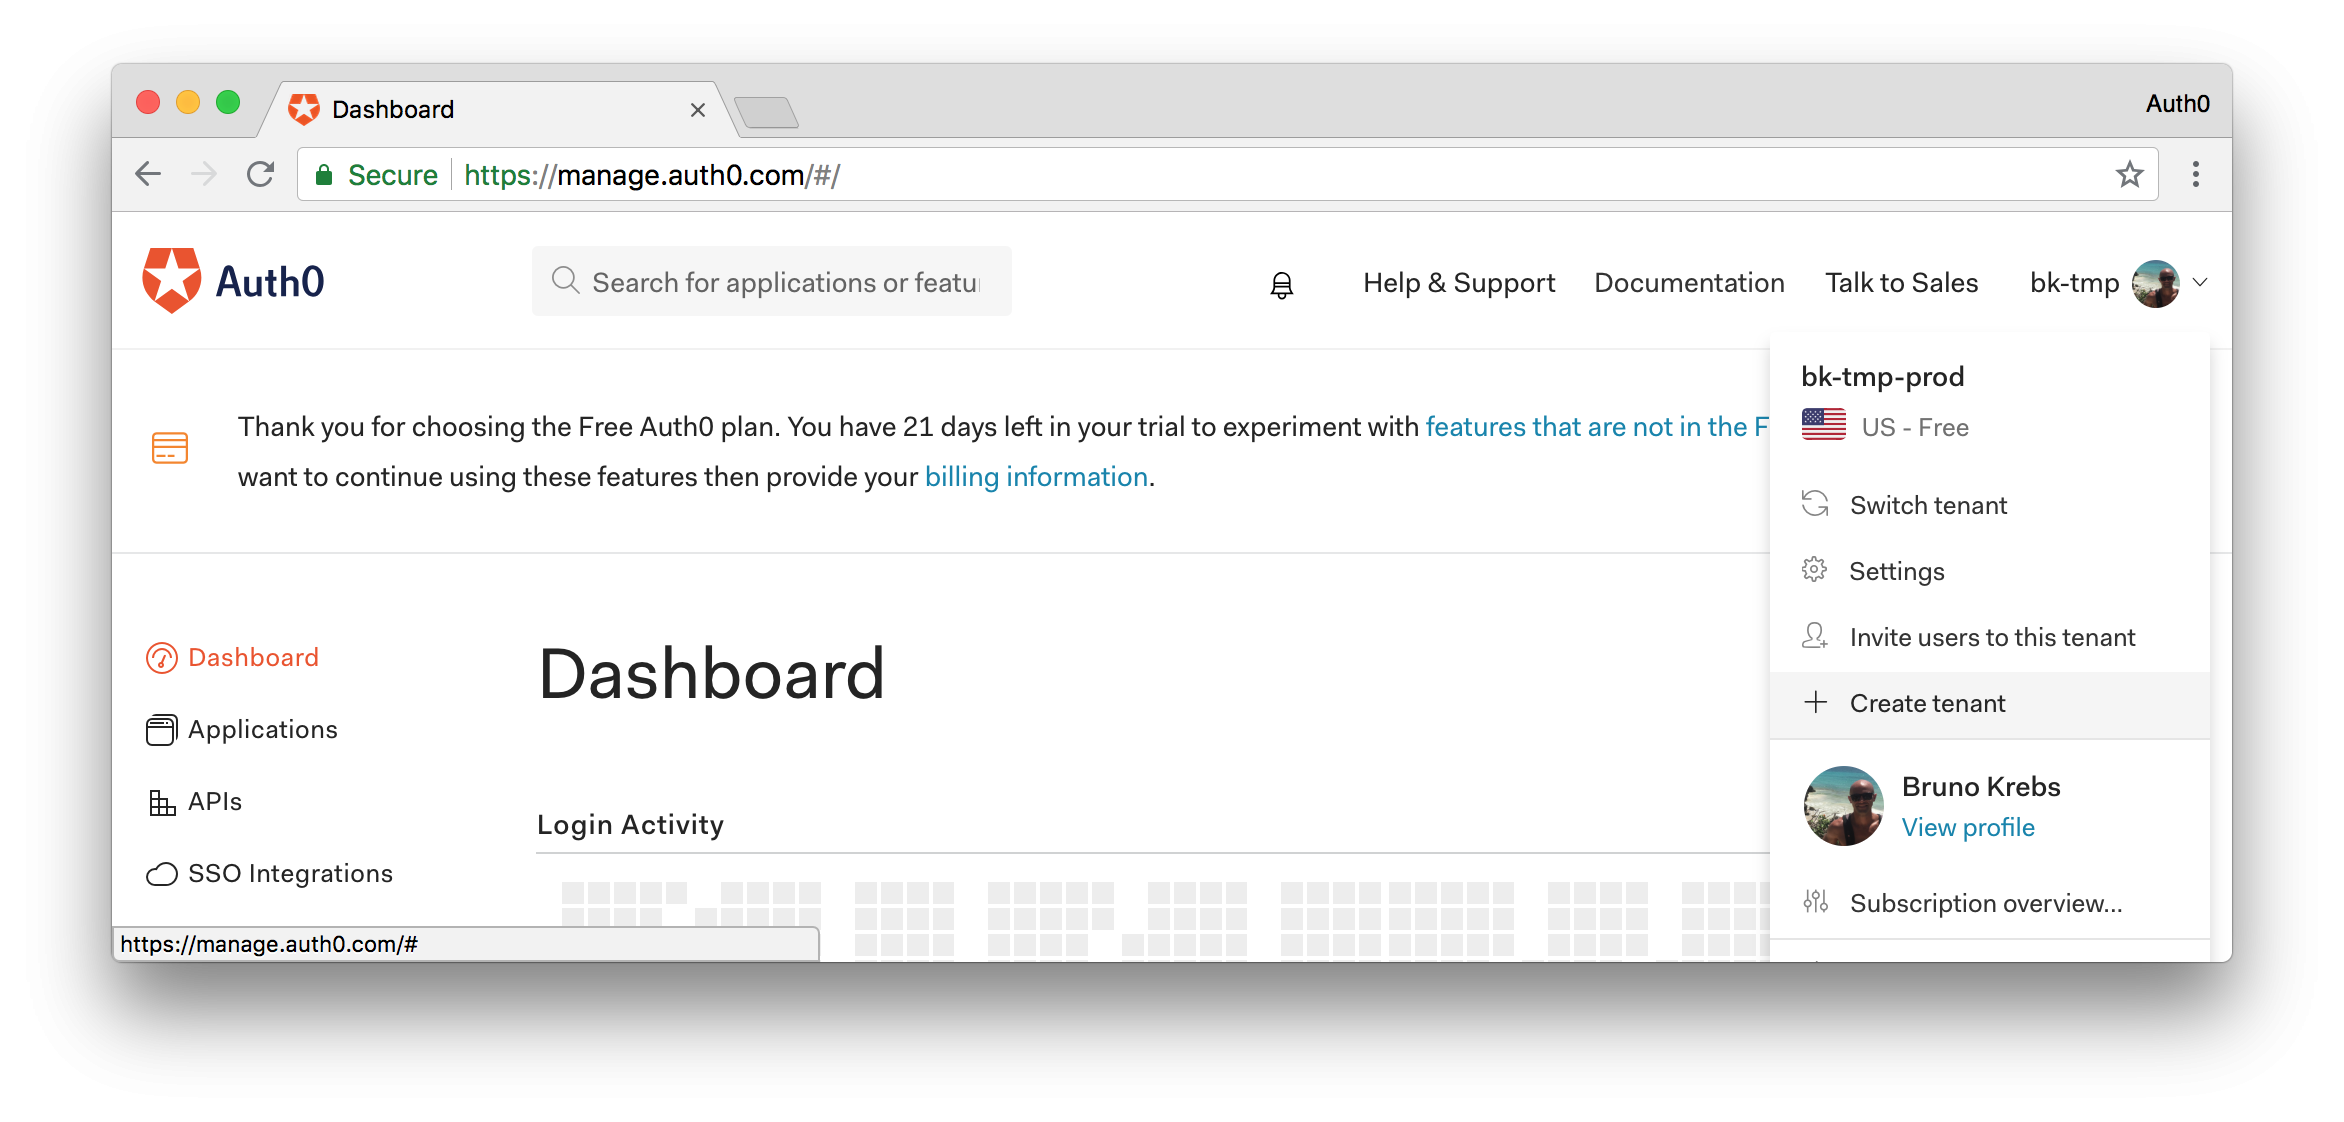 Dashboard
Auth0
Secure https://manage.auth0.com/#/
Auth0
Search for applications or featu
Help & Support
Documentation
Talk to Sales
bk-tmp
Thank you for choosing the Free Auth0 plan. You have 21 days left in your trial to experiment with features that are not in the F
want to continue using these features then provide your billing information.
bk-tmp-prod
US - Free
Switch tenant
Settings
Invite users to this tenant
Create tenant
Bruno Krebs
View profile
Subscription overview...
Dashboard
Applications
APIs
SSO Integrations
Dashboard
Login Activity
https://manage.auth0.com/#